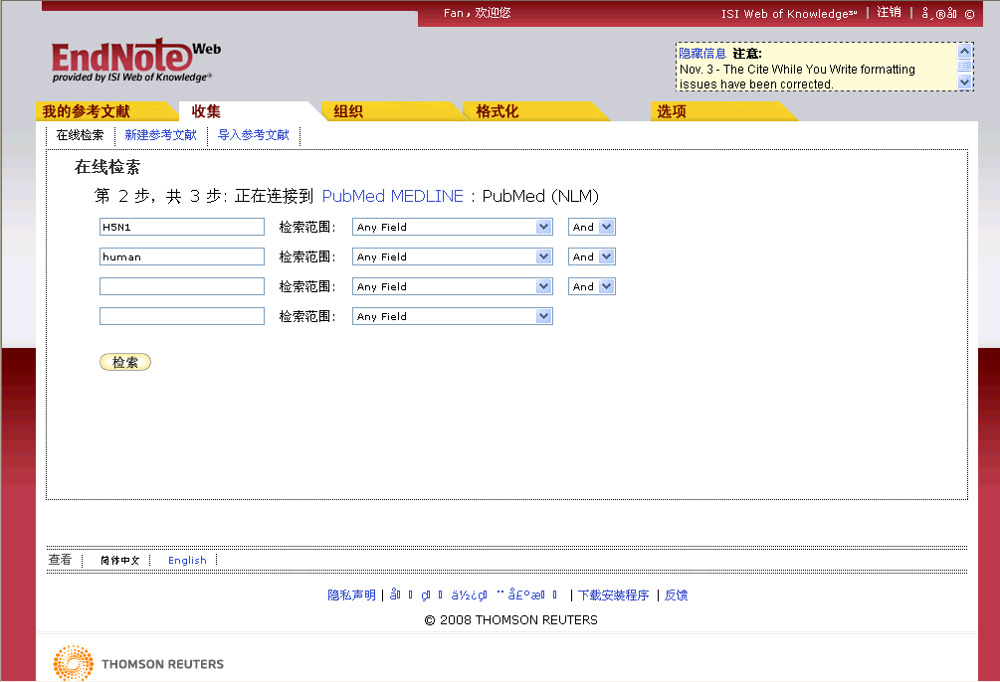 Fan，欢迎您
ISI Web of Knowledge℠ | 注销 |
EndNote Web
provided by ISI Web of Knowledge®
隐藏信息 注意:
Nov. 3 - The Cite While You Write formatting
issues have been corrected.
我的参考文献 收集 组织 格式化 选项
在线检索 新建参考文献 导入参考文献
在线检索
第 2 步, 共 3 步: 正在连接到 PubMed MEDLINE : PubMed (NLM)
H5N1 检索范围: Any Field And
human 检索范围: Any Field And
检索范围: Any Field And
检索范围: Any Field
检索
查看 简体中文 English
隐私声明 | | 下载安装程序 | 反馈
© 2008 THOMSON REUTERS
THOMSON REUTERS